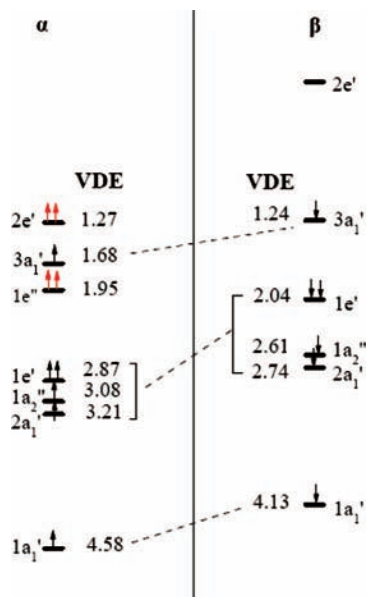 α β
2e'
VDE VDE
2e' 1.27 1.24 3a₁'
3a₁' 1.68
1e" 1.95 2.04 1e'
1e' 2.87 2.61 1a₂"
1a₂" 3.08 2.74 2a₁'
2a₁' 3.21
1a₁' 4.58 4.13 1a₁'